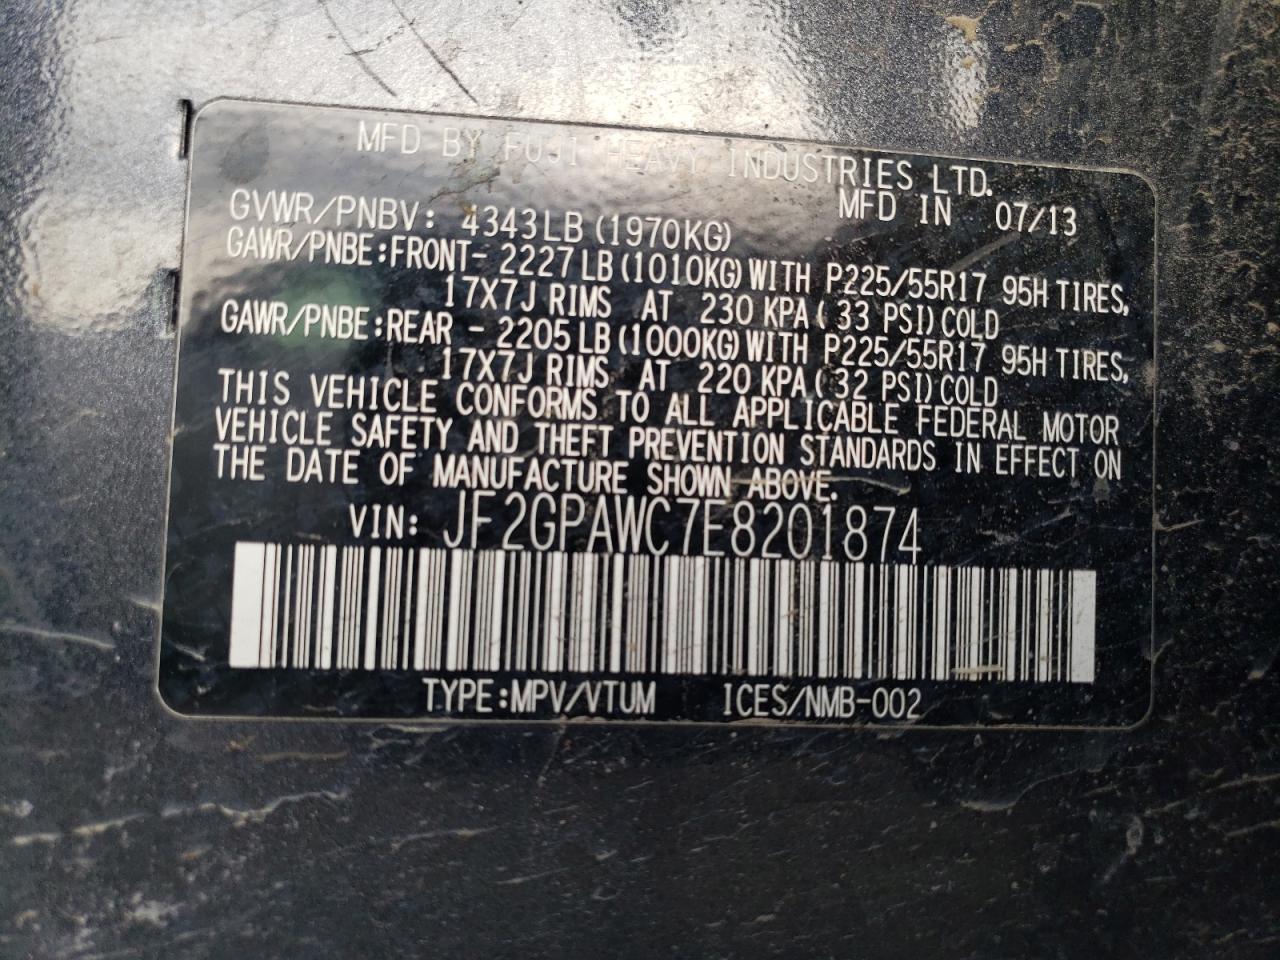 MFD BY FUJI HEAVY INDUSTRIES LTD.
MFD IN 07/13
GVWR/PNBV: 4343LB (1970KG)
GAWR/PNBE:FRONT- 2227LB (1010KG) WITH P225/55R17 95H TIRES,
17X7J RIMS AT 230 KPA ( 33 PSI) COLD
GAWR/PNBE:REAR - 2205LB (1000KG) WITH P225/55R17 95H TIRES,
17X7J RIMS AT 220 KPA ( 32 PSI) COLD
THIS VEHICLE CONFORMS TO ALL APPLICABLE FEDERAL MOTOR
VEHICLE SAFETY AND THEFT PREVENTION STANDARDS IN EFFECT ON
THE DATE OF MANUFACTURE SHOWN ABOVE.
VIN: JF2GPAWC7E8201874
TYPE:MPV/VTUM ICES/NMB-002